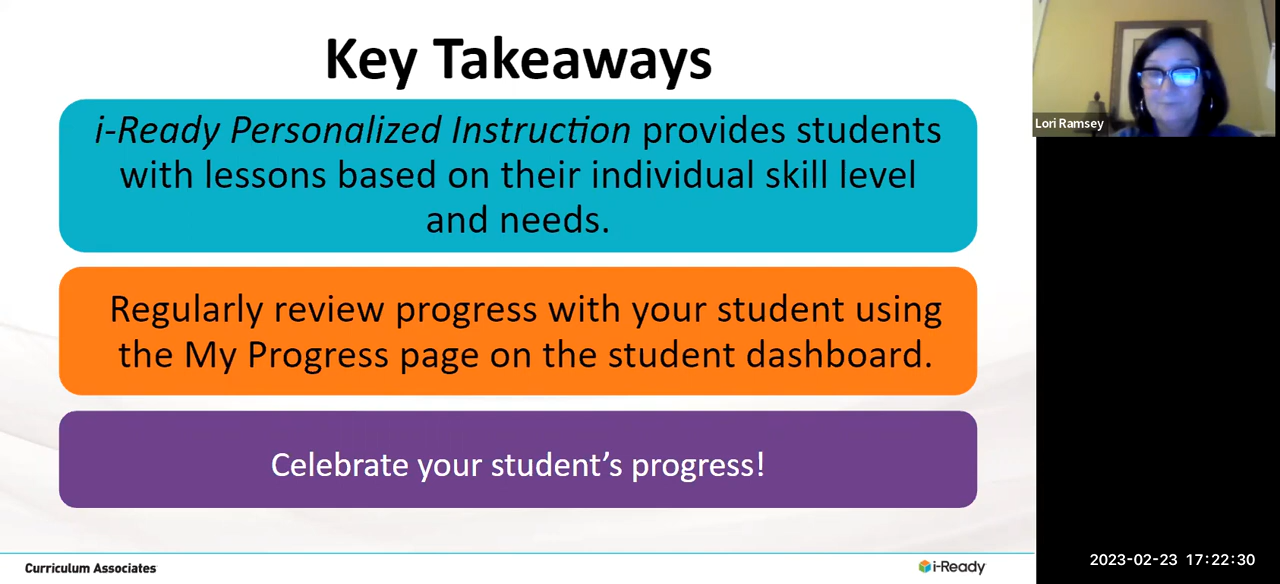 Key Takeaways
i-Ready Personalized Instruction provides students
with lessons based on their individual skill level
and needs.
Regularly review progress with your student using
the My Progress page on the student dashboard.
Celebrate your student’s progress!
Curriculum Associates
i-Ready
Lori Ramsey
2023-02-23 17:22:30